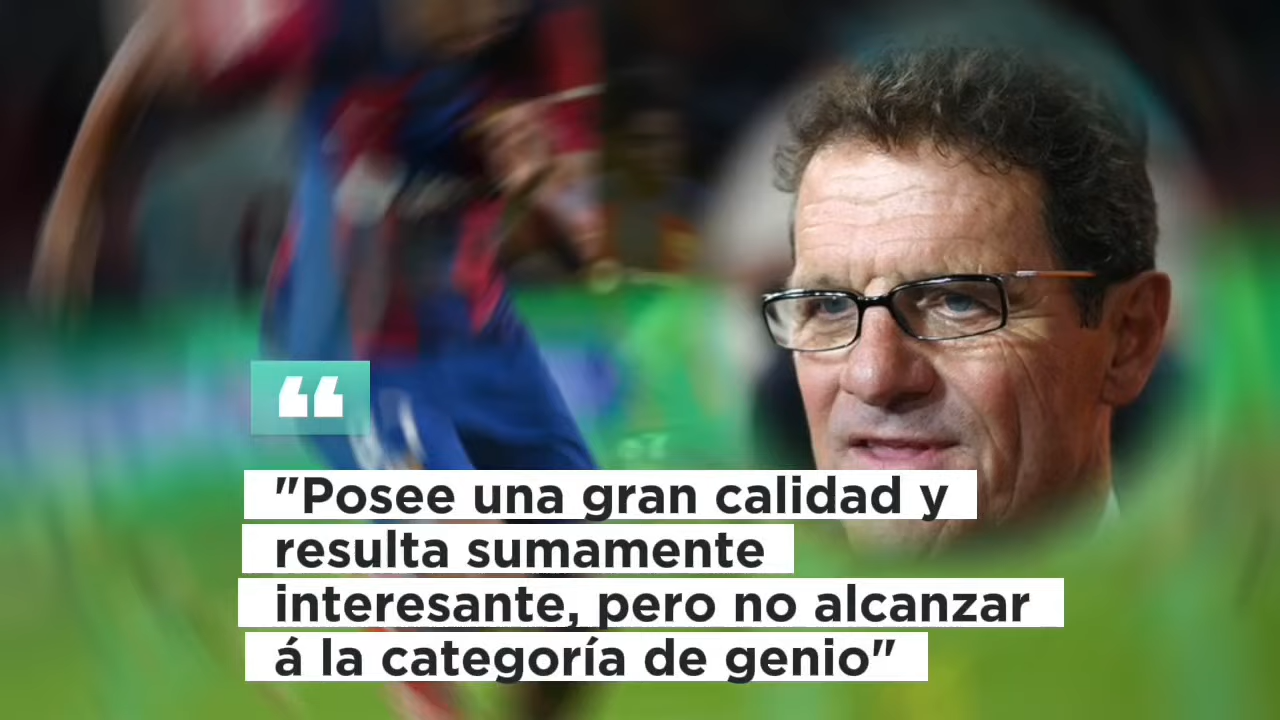 "Posee una gran calidad y
resulta sumamente
interesante, pero no alcanzar
á la categoría de genio"